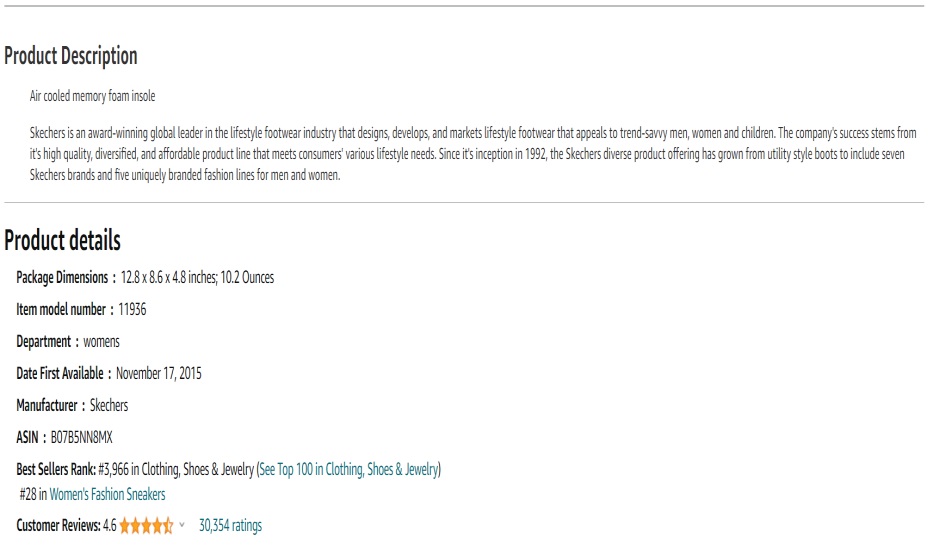 Product Description
Air cooled memory foam insole
Skechers is an award-winning global leader in the lifestyle footwear industry that designs, develops, and markets lifestyle footwear that appeals to trend-savvy men, women and children. The company's success stems from
it's high quality, diversified, and affordable product line that meets consumers' various lifestyle needs. Since it's inception in 1992, the Skechers diverse product offering has grown from utility style boots to include seven
Skechers brands and five uniquely branded fashion lines for men and women.
Product details
Package Dimensions : 12.8 x 8.6 x 4.8 inches; 10.2 Ounces
Item model number : 11936
Department : womens
Date First Available : November 17, 2015
Manufacturer : Skechers
ASIN : B07B5NN8MX
Best Sellers Rank: #3,966 in Clothing, Shoes & Jewelry (See Top 100 in Clothing, Shoes & Jewelry)
#28 in Women's Fashion Sneakers
Customer Reviews: 4.6 30,354 ratings